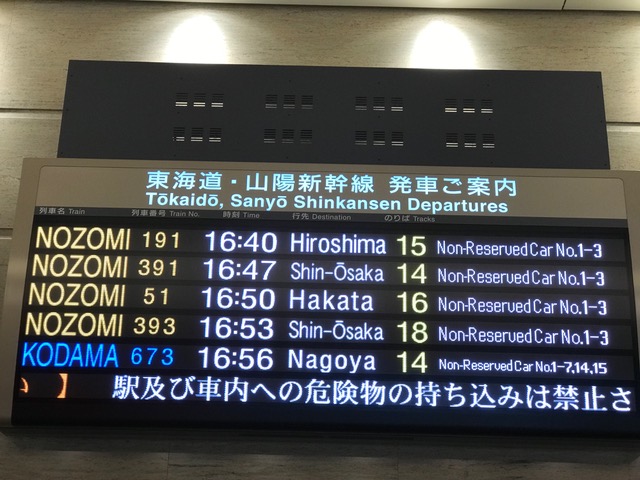 東海道・山陽新幹線 発車ご案内
Tōkaidō, Sanyō Shinkansen Departures
列車名 Train 列車番号 Train No. 時刻 Time 行先 Destination のりば Tracks
NOZOMI 191 16:40 Hiroshima 15 Non-Reserved Car No.1-3
NOZOMI 391 16:47 Shin-Ōsaka 14 Non-Reserved Car No.1-3
NOZOMI 51 16:50 Hakata 16 Non-Reserved Car No.1-3
NOZOMI 393 16:53 Shin-Ōsaka 18 Non-Reserved Car No.1-3
KODAMA 673 16:56 Nagoya 14 Non-Reserved Car No.1-7,14,15
】 駅及び車内への危険物の持ち込みは禁止さ